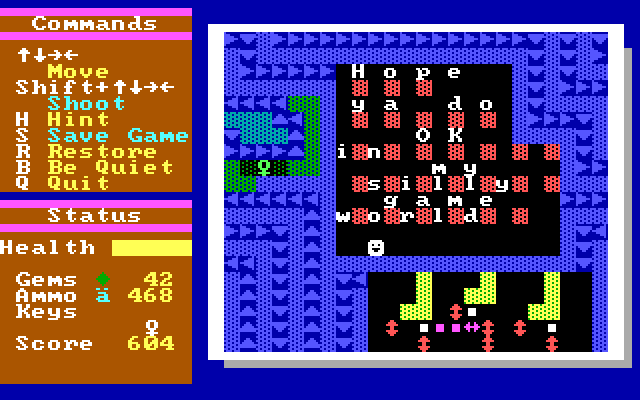 Commands
↑↓→←
Move
Shift+↑↓→←
Shoot
H Hint
S Save Game
R Restore
B Be Quiet
Q Quit
Status
Health
Gems ♦ 42
Ammo ä 468
Keys
♀
Score 604
Hope
ya do
OK
in
my
silly
game
world